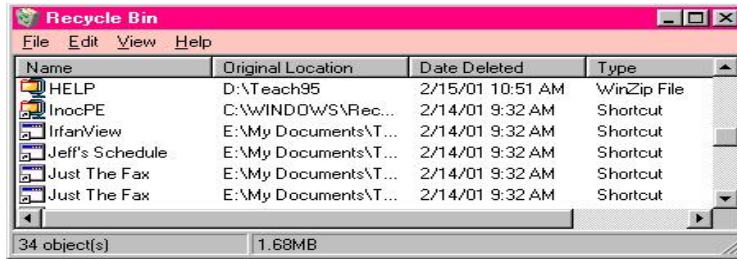 Recycle Bin
File Edit View Help
Name Original Location Date Deleted Type
HELP D:\Teach95 2/15/01 10:51 AM WinZip File
InocPE C:\WINDOWS\Rec... 2/14/01 9:32 AM Shortcut
IrfanView E:\My Documents\T... 2/14/01 9:32 AM Shortcut
Jeff's Schedule E:\My Documents\T... 2/14/01 9:32 AM Shortcut
Just The Fax E:\My Documents\T... 2/14/01 9:32 AM Shortcut
Just The Fax E:\My Documents\T... 2/14/01 9:32 AM Shortcut
34 object(s) 1.68MB